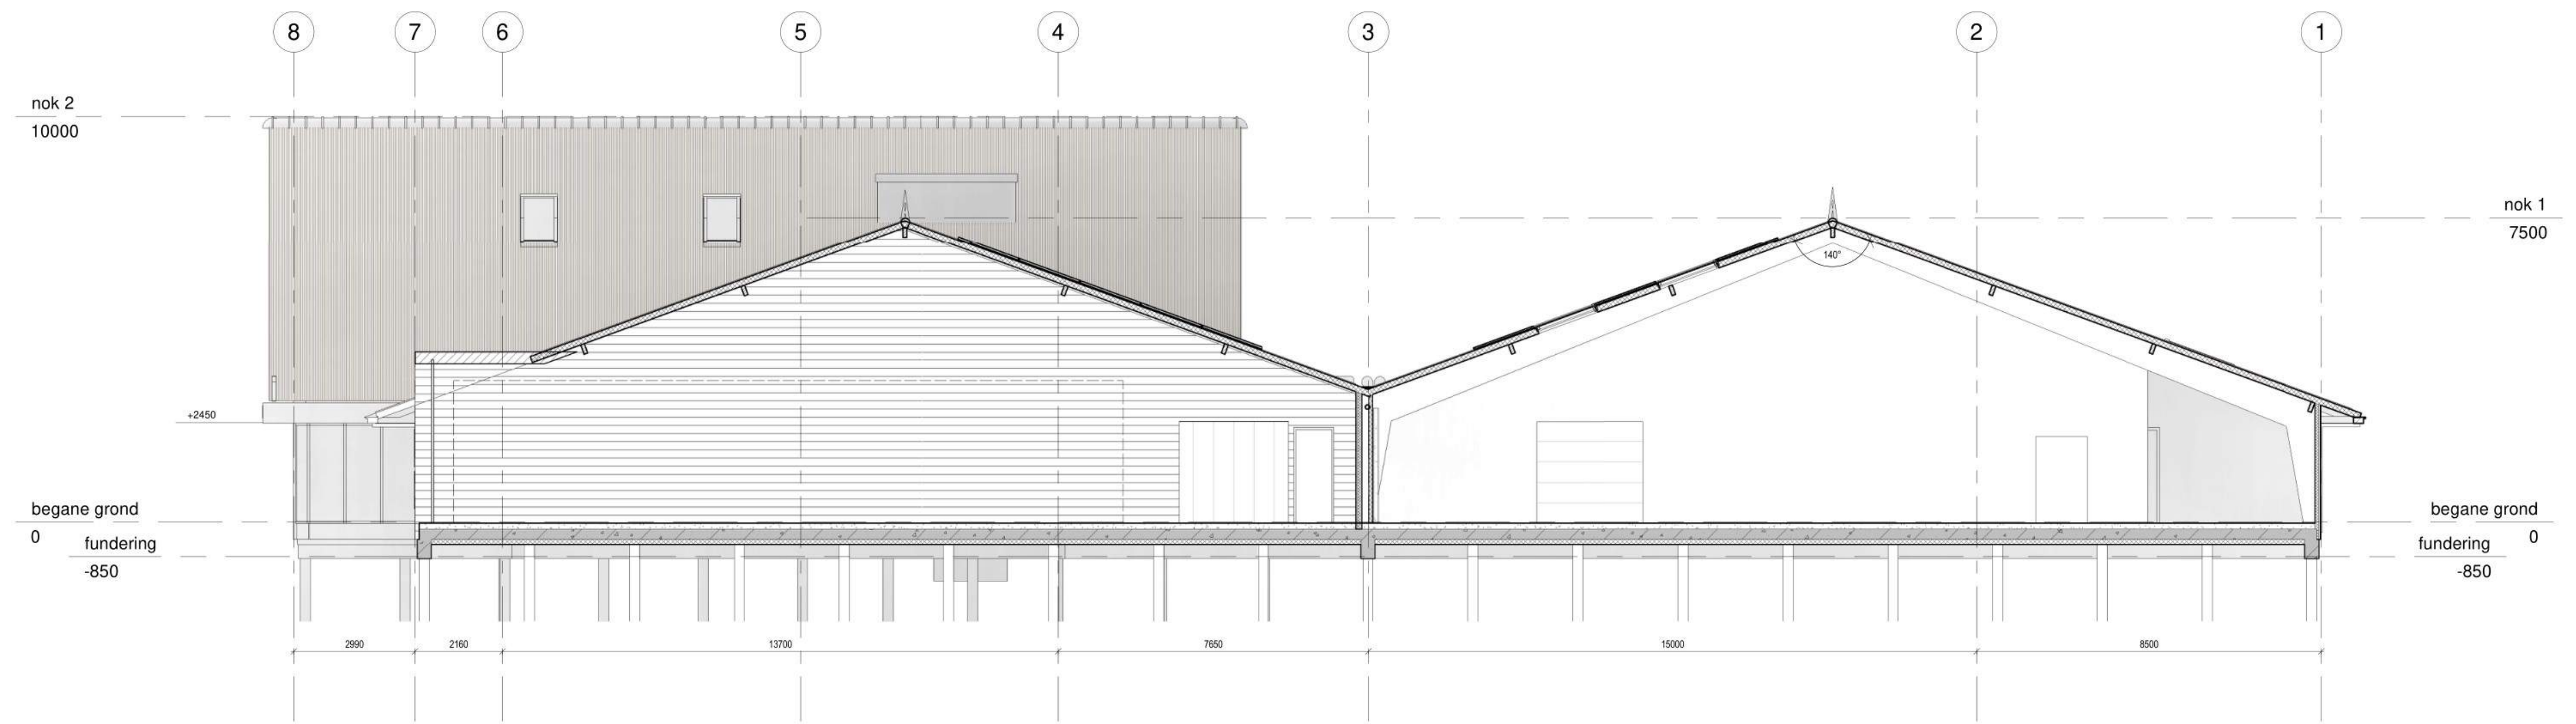 8 7 6 5 4 3 2 1
nok 2
10000
nok 1
7500
140°
+2450
begane grond
0
fundering
-850
begane grond
0
fundering
-850
2990 2160 13700 7650 15000 8500